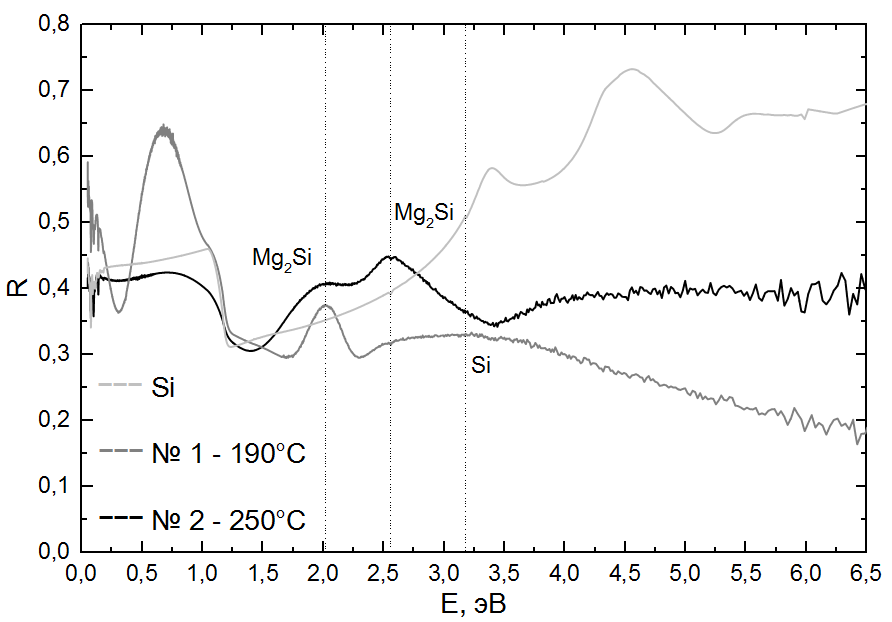 0,8
0,7
0,6
0,5
0,4
0,3
0,2
0,1
0,0
R
Mg₂Si
Mg₂Si
Si
Si
№ 1 - 190°C
№ 2 - 250°C
0,0 0,5 1,0 1,5 2,0 2,5 3,0 3,5 4,0 4,5 5,0 5,5 6,0 6,5
E, эВ